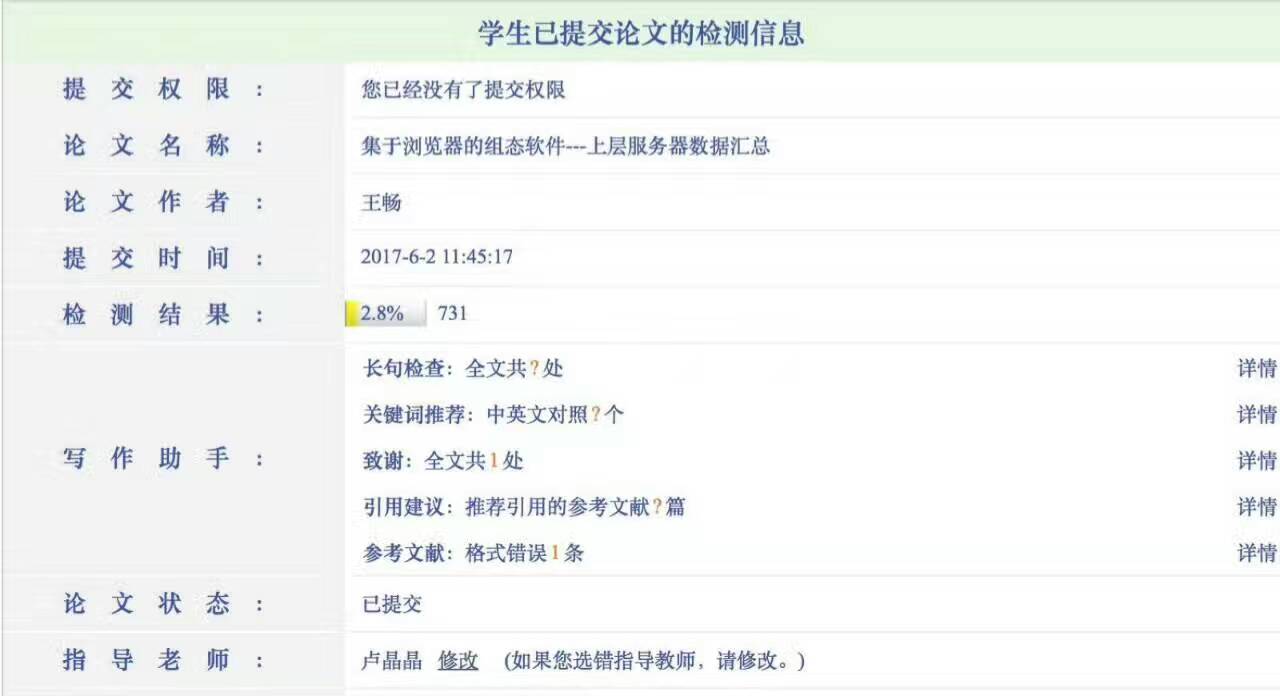 学生已提交论文的检测信息
提交权限： 您已经没有了提交权限
论文名称： 集于浏览器的组态软件---上层服务器数据汇总
论文作者： 王畅
提交时间： 2017-6-2 11:45:17
检测结果： 2.8% 731
长句检查：全文共?处 详情
关键词推荐：中英文对照?个 详情
写作助手： 致谢：全文共1处 详情
引用建议：推荐引用的参考文献?篇 详情
参考文献：格式错误1条 详情
论文状态： 已提交
指导老师： 卢晶晶 修改 (如果您选错指导教师，请修改。)